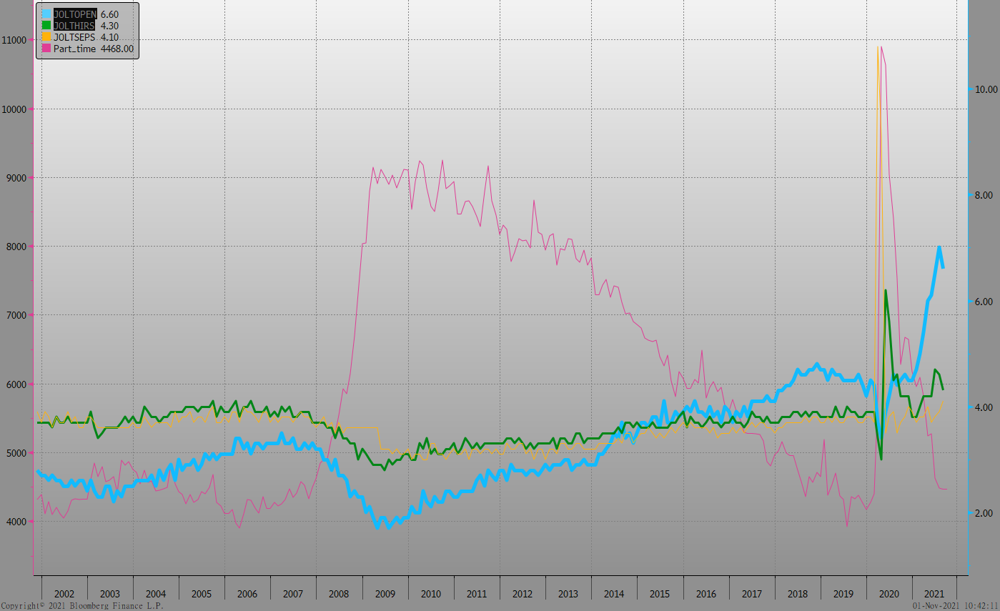 JOLTOPEN 6.60
JOLTHIRS 4.30
JOLTSEPS 4.10
Part_time 4468.00
11000
10000
9000
8000
7000
6000
5000
4000
10.00
8.00
6.00
4.00
2.00
2002 2003 2004 2005 2006 2007 2008 2009 2010 2011 2012 2013 2014 2015 2016 2017 2018 2019 2020 2021
Copyright© 2021 Bloomberg Finance L.P.
01-Nov-2021 10:42:11